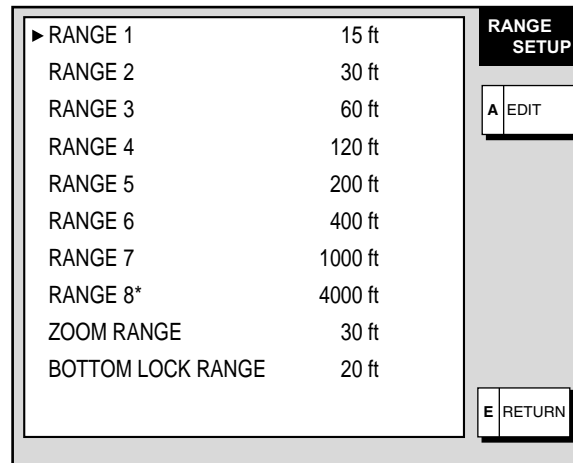 ▶RANGE 1 15 ft
RANGE 2 30 ft
RANGE 3 60 ft
RANGE 4 120 ft
RANGE 5 200 ft
RANGE 6 400 ft
RANGE 7 1000 ft
RANGE 8* 4000 ft
ZOOM RANGE 30 ft
BOTTOM LOCK RANGE 20 ft
RANGE
SETUP
A EDIT
E RETURN